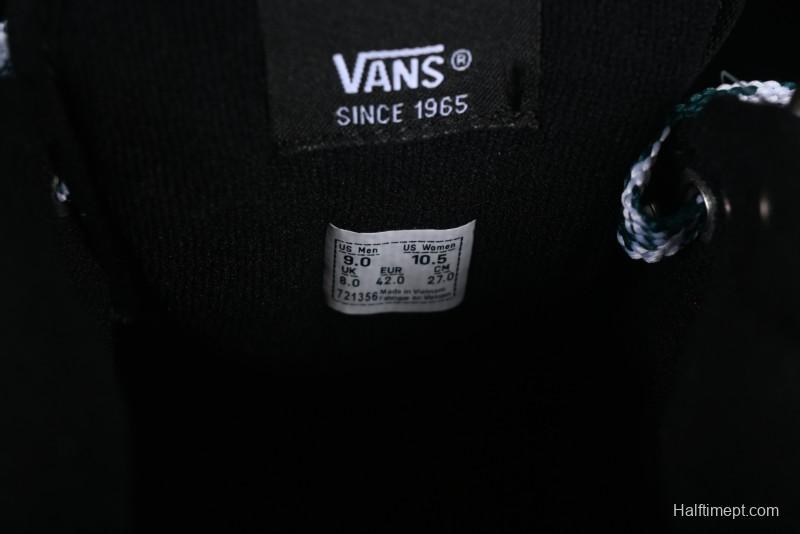 VANS®
SINCE 1965
US Men US Women
9.0 10.5
UK EUR CM
8.0 42.0 27.0
721356 Made in Vietnam
Fabriqué au Vietnam
Halftimept.com